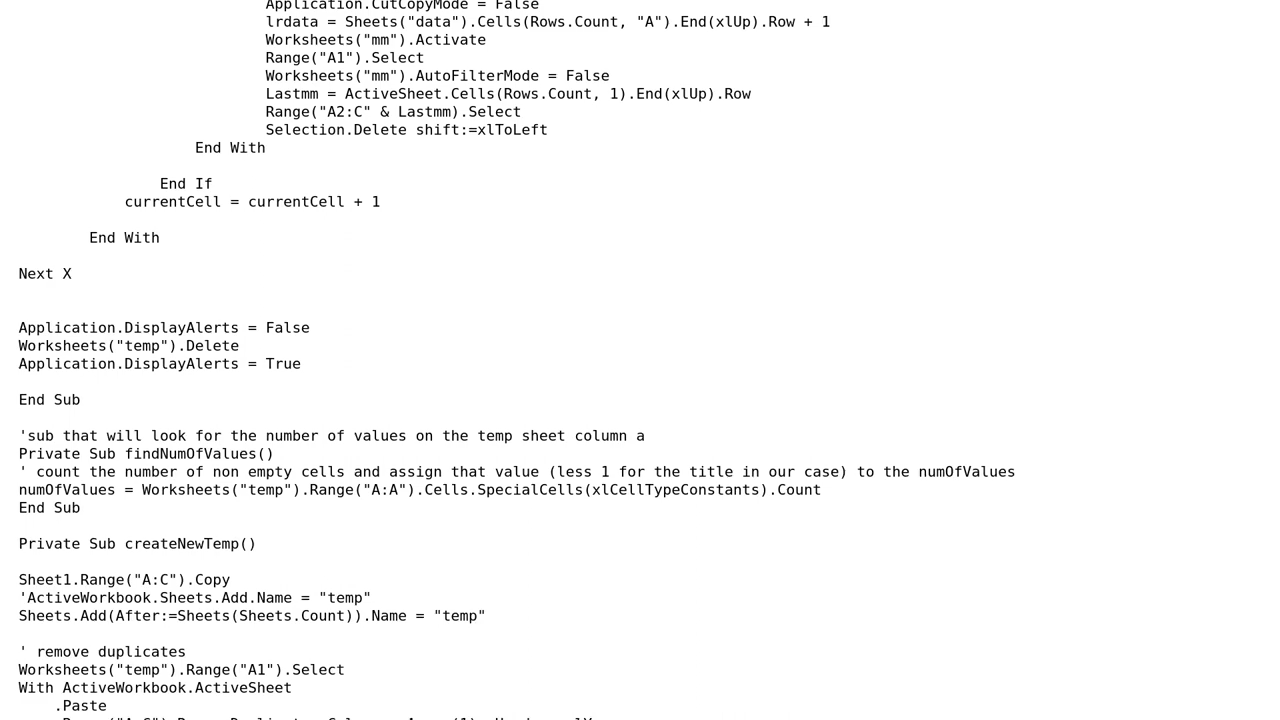 Application.CutCopyMode = False
lrdata = Sheets("data").Cells(Rows.Count, "A").End(xlUp).Row + 1
Worksheets("mm").Activate
Range("A1").Select
Worksheets("mm").AutoFilterMode = False
Lastmm = ActiveSheet.Cells(Rows.Count, 1).End(xlUp).Row
Range("A2:C" & Lastmm).Select
Selection.Delete shift:=xlToLeft
End With
End If
currentCell = currentCell + 1
End With
Next X
Application.DisplayAlerts = False
Worksheets("temp").Delete
Application.DisplayAlerts = True
End Sub
'sub that will look for the number of values on the temp sheet column a
Private Sub findNumOfValues()
' count the number of non empty cells and assign that value (less 1 for the title in our case) to the numOfValues
numOfValues = Worksheets("temp").Range("A:A").Cells.SpecialCells(xlCellTypeConstants).Count
End Sub
Private Sub createNewTemp()
Sheet1.Range("A:C").Copy
'ActiveWorkbook.Sheets.Add.Name = "temp"
Sheets.Add(After:=Sheets(Sheets.Count)).Name = "temp"
' remove duplicates
Worksheets("temp").Range("A1").Select
With ActiveWorkbook.ActiveSheet
.Paste